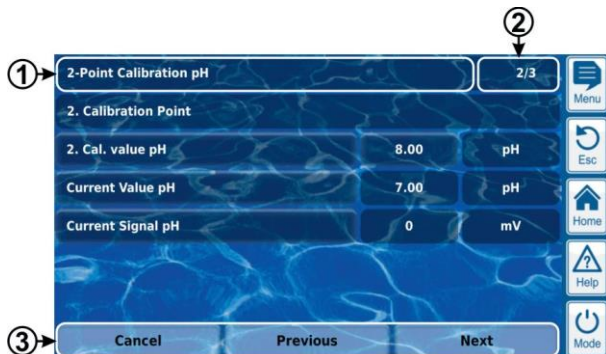 2
1
2-Point Calibration pH 2/3
Menu
2. Calibration Point
2. Cal. value pH 8.00 pH
Esc
Current Value pH 7.00 pH
Current Signal pH 0 mV
Home
Help
3
Cancel Previous Next
Mode